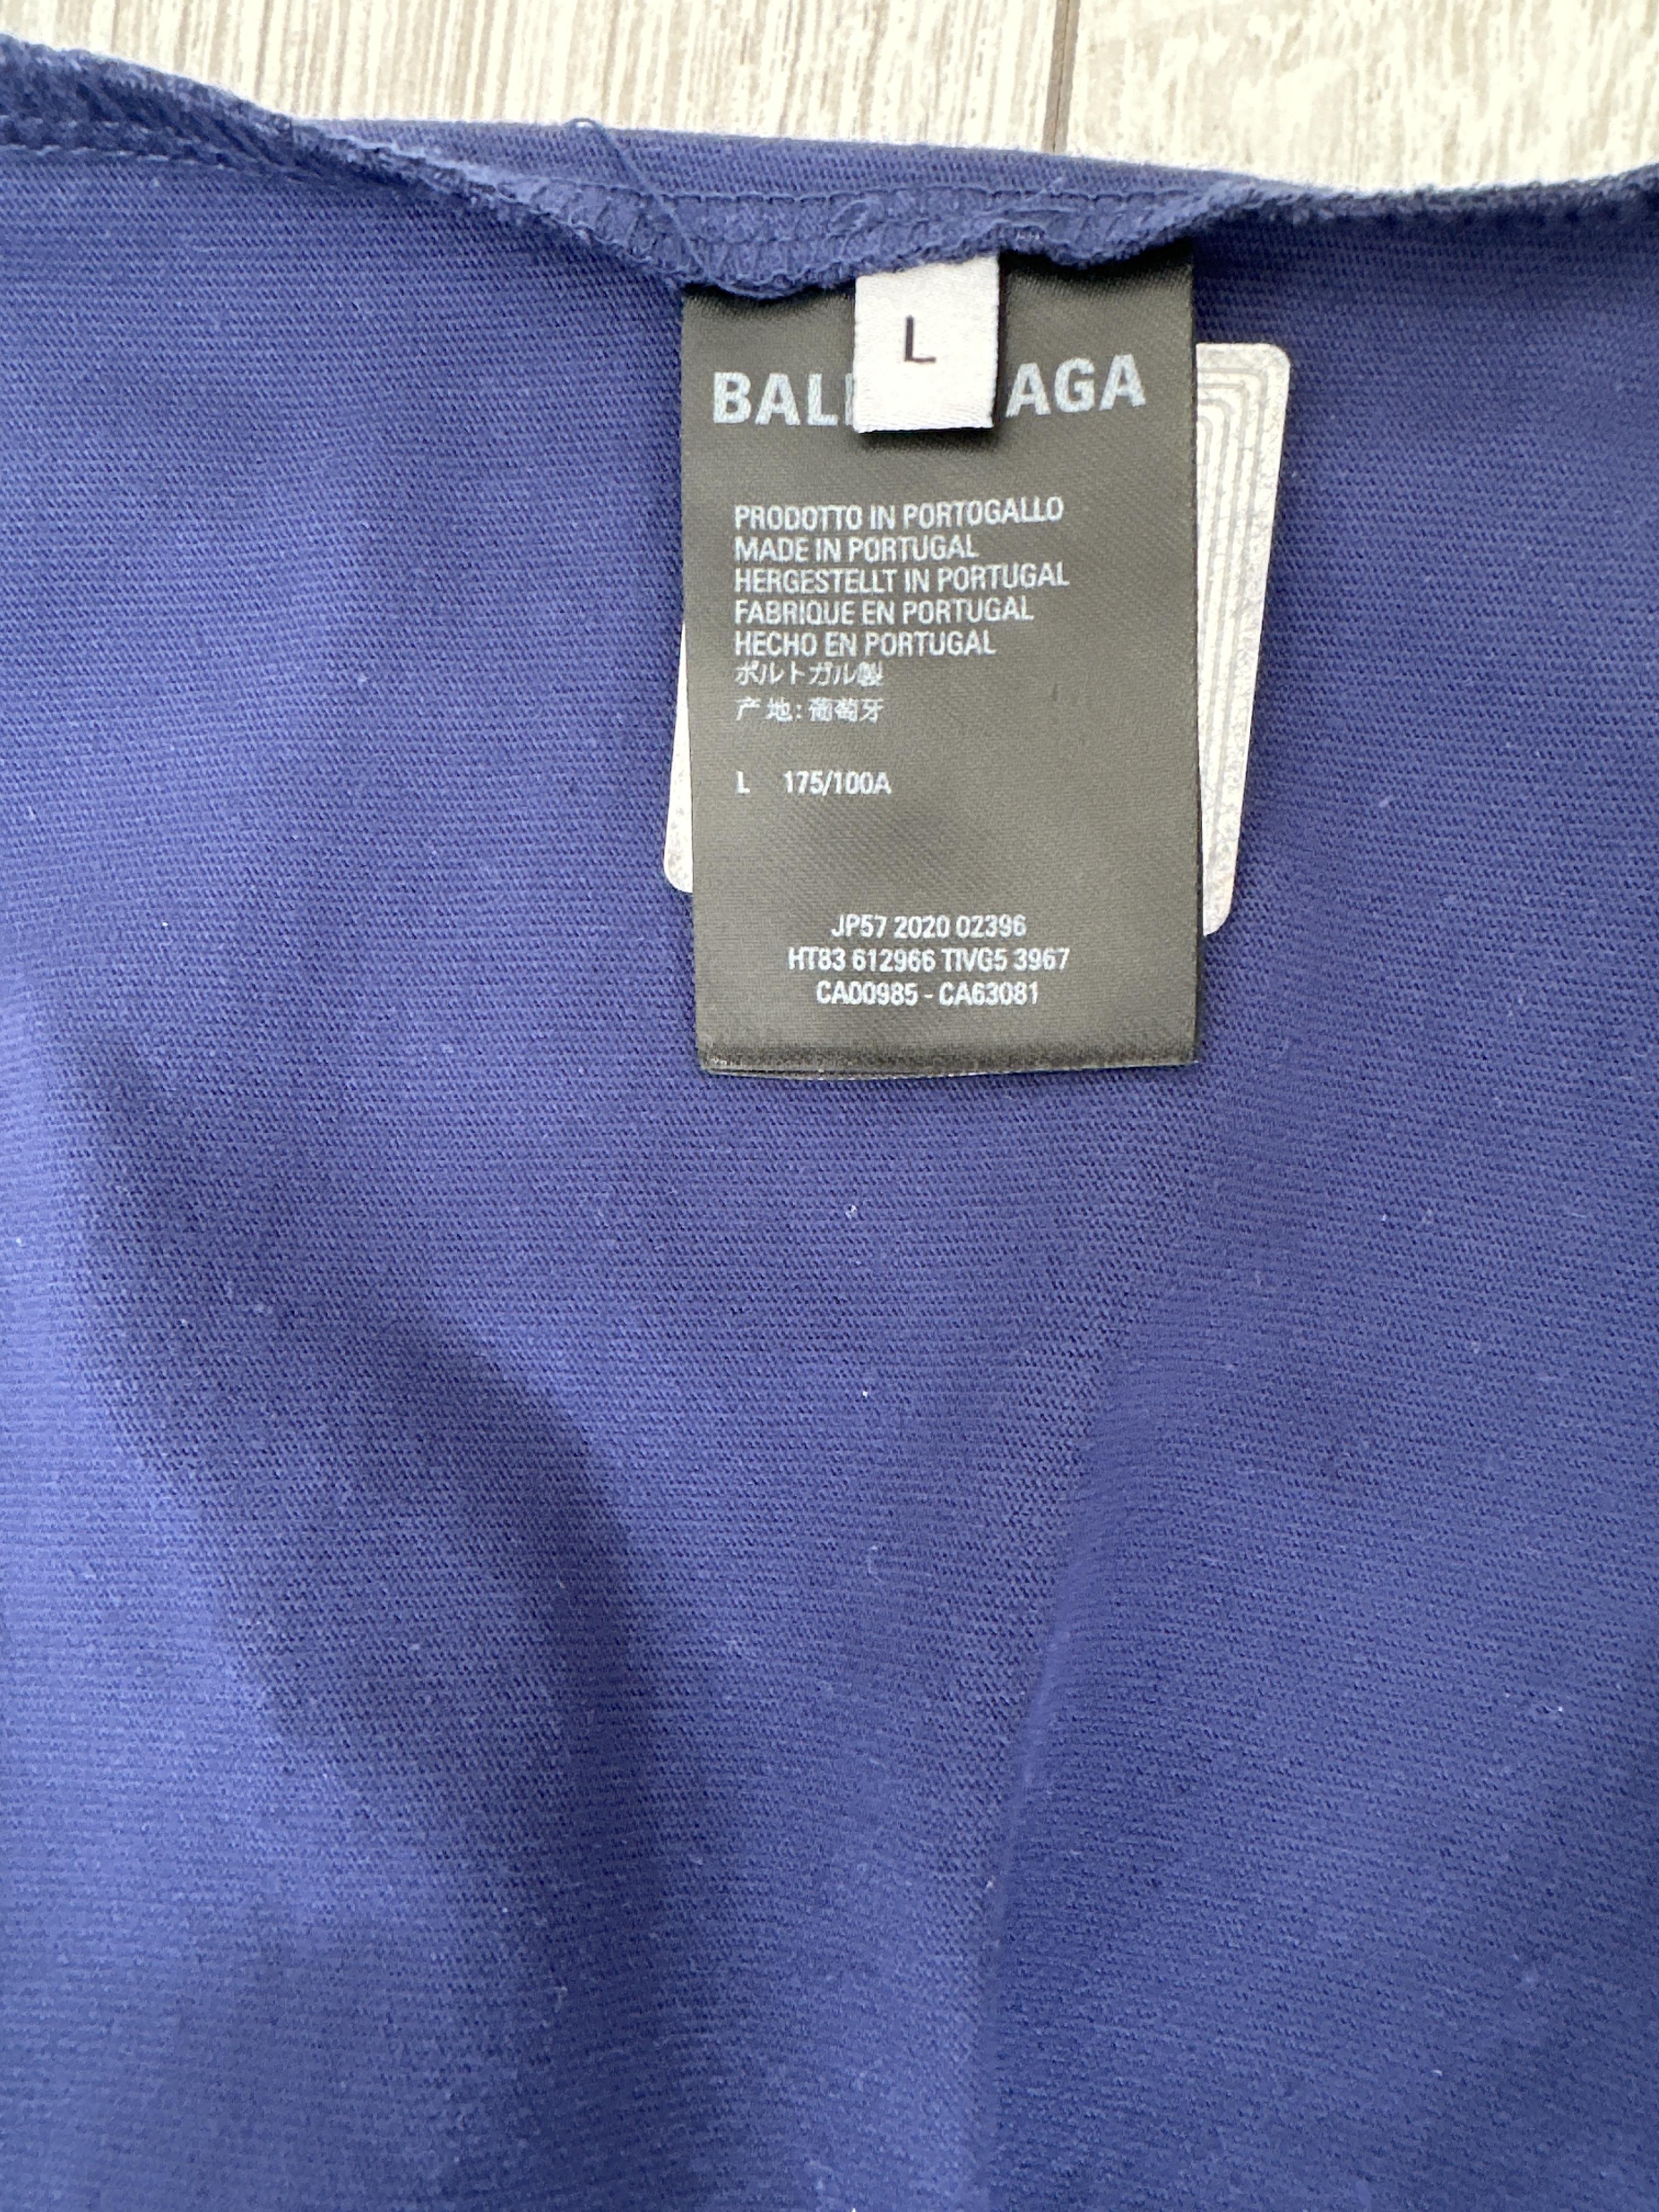 L
BAL AGA
PRODOTTO IN PORTOGALLO
MADE IN PORTUGAL
HERGESTELLT IN PORTUGAL
FABRIQUE EN PORTUGAL
HECHO EN PORTUGAL
ポルトガル製
产地:葡萄牙
L 175/100A
JP57 2020 02396
HT83 612966 TIVG5 3967
CA00985 - CA63081